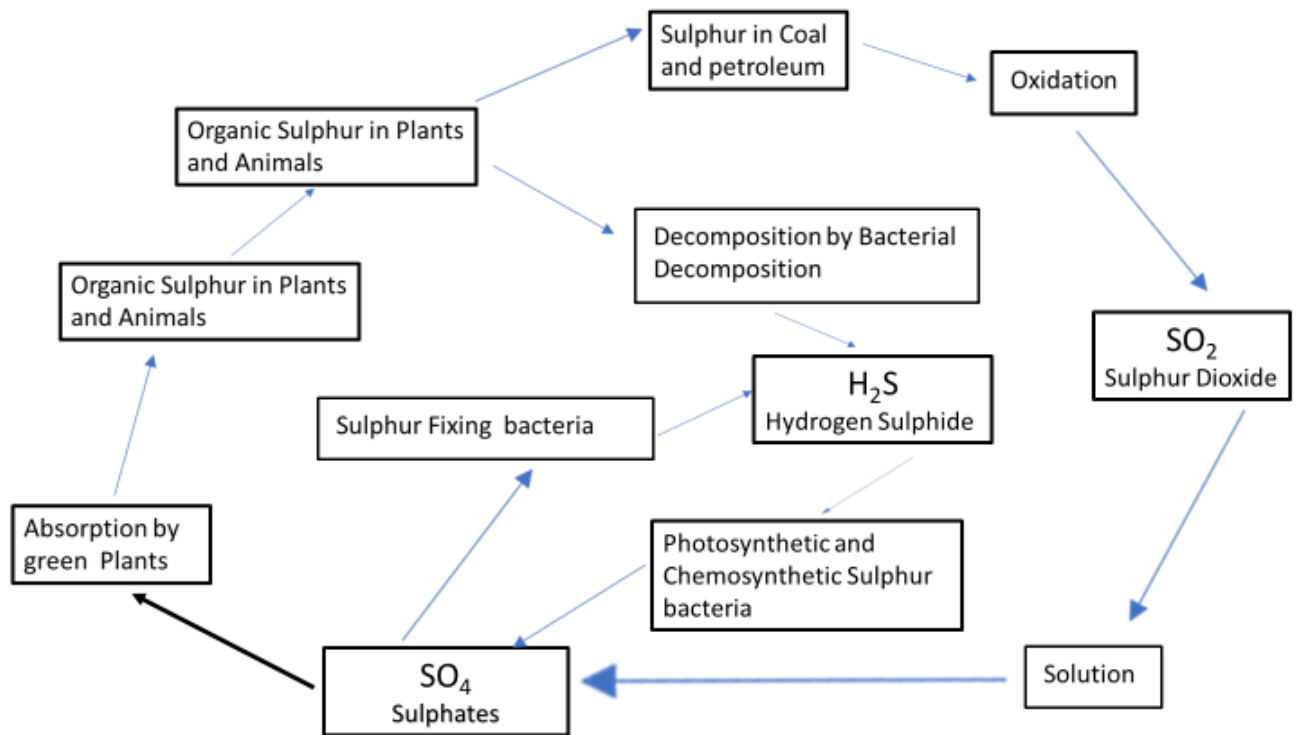 Sulphur in Coal
and petroleum
Oxidation
Organic Sulphur in Plants
and Animals
Decomposition by Bacterial
Decomposition
Organic Sulphur in Plants
and Animals
SO₂
Sulphur Dioxide
H₂S
Hydrogen Sulphide
Sulphur Fixing bacteria
Absorption by
green Plants
Photosynthetic and
Chemosynthetic Sulphur
bacteria
SO₄
Sulphates
Solution